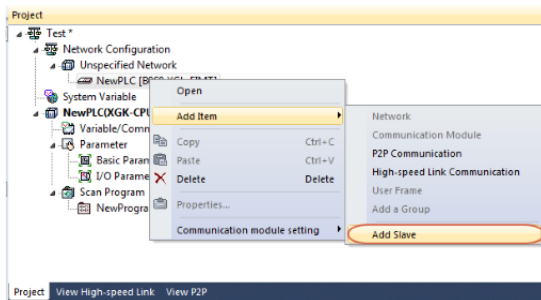 Project
Test *
Network Configuration
Unspecified Network
NewPLC [B0
System Variable
NewPLC(XGK-CPU
Variable/Comm
Parameter
Basic Param
I/O Parame
Scan Program
NewProgra
Open
Add Item
Copy Ctrl+C
Paste Ctrl+V
Delete Delete
Properties...
Communication module setting
Network
Communication Module
P2P Communication
High-speed Link Communication
User Frame
Add a Group
Add Slave
Project View High-speed Link View P2P